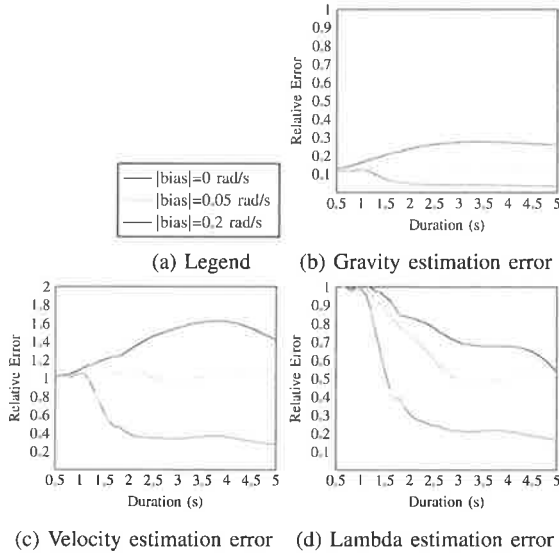 1
0.9
0.8
0.7
0.6
0.5
0.4
0.3
0.2
0.1
Relative Error
0.5 1 1.5 2 2.5 3 3.5 4 4.5 5
Duration (s)
|bias|=0 rad/s
|bias|=0.05 rad/s
|bias|=0.2 rad/s
(a) Legend
(b) Gravity estimation error
2
1.8
1.6
1.4
1.2
1
0.8
0.6
0.4
0.2
Relative Error
0.5 1 1.5 2 2.5 3 3.5 4 4.5 5
Duration (s)
1
0.9
0.8
0.7
0.6
0.5
0.4
0.3
0.2
0.1
Relative Error
0.5 1 1.5 2 2.5 3 3.5 4 4.5 5
Duration (s)
(c) Velocity estimation error
(d) Lambda estimation error